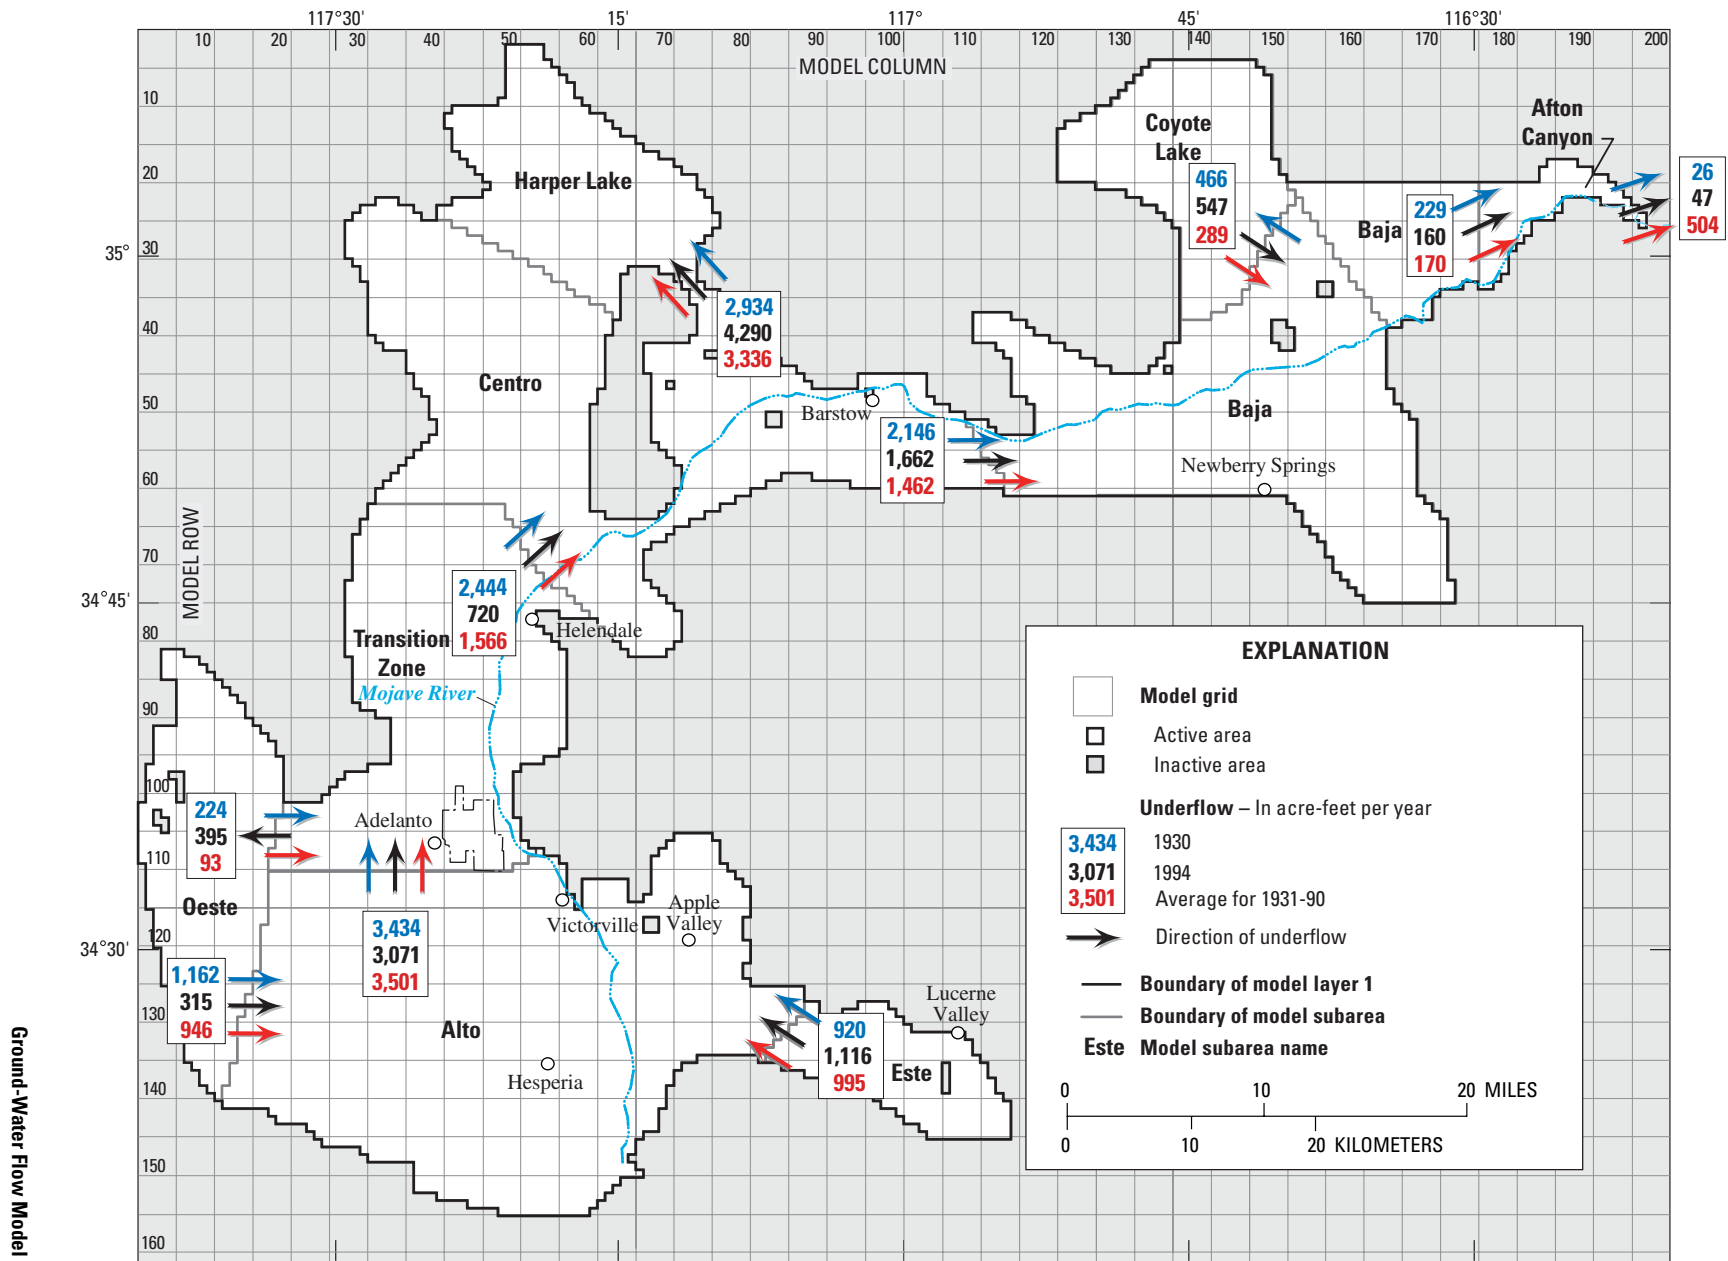 117°30'
15'
117°
45'
116°30'
10 20 30 40 50 60 70 80 90 100 110 120 130 140 150 160 170 180 190 200
MODEL COLUMN
10
20
30
40
50
60
70
80
90
100
110
120
130
140
150
160
MODEL ROW
35°
34°45'
34°30'
Afton
Canyon
Coyote
Lake
Harper Lake
26
47
504
466
547
289
Baja
229
160
170
2,934
4,290
3,336
Centro
Barstow
Baja
2,146
1,662
1,462
Newberry Springs
2,444
720
1,566
Helendale
Transition
Zone
Mojave River
224
395
93
Adelanto
Oeste
Victorville
Apple
Valley
3,434
3,071
3,501
1,162
315
946
Alto
Hesperia
Lucerne
Valley
920
1,116
995
Este
EXPLANATION
Model grid
Active area
Inactive area
Underflow – In acre-feet per year
3,434 1930
3,071 1994
3,501 Average for 1931-90
Direction of underflow
Boundary of model layer 1
Boundary of model subarea
Este Model subarea name
0 10 20 MILES
0 10 20 KILOMETERS
Ground-Water Flow Model